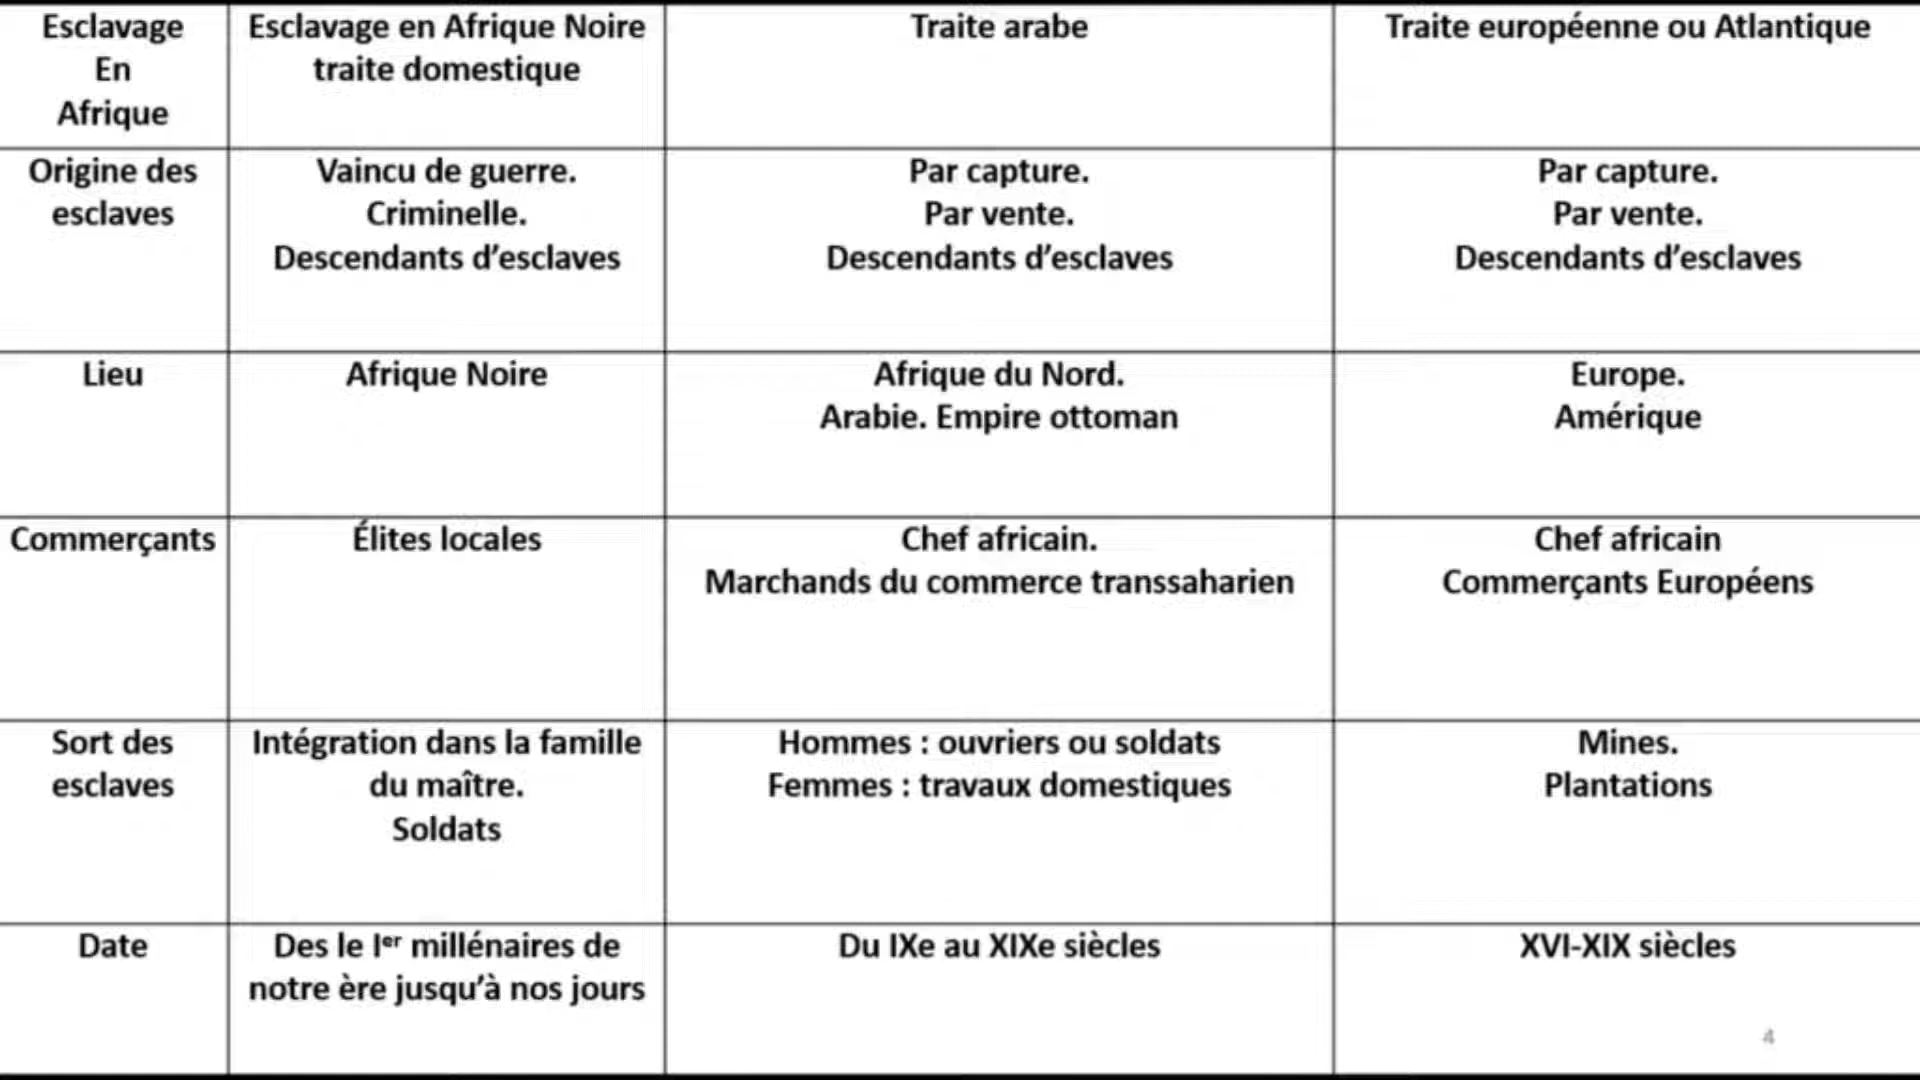 Esclavage
En
Afrique
Esclavage en Afrique Noire
traite domestique
Traite arabe
Traite européenne ou Atlantique
Origine des
esclaves
Vaincu de guerre.
Criminelle.
Descendants d’esclaves
Par capture.
Par vente.
Descendants d’esclaves
Par capture.
Par vente.
Descendants d’esclaves
Lieu
Afrique Noire
Afrique du Nord.
Arabie. Empire ottoman
Europe.
Amérique
Commerçants
Élites locales
Chef africain.
Marchands du commerce transsaharien
Chef africain
Commerçants Européens
Sort des
esclaves
Intégration dans la famille
du maître.
Soldats
Hommes : ouvriers ou soldats
Femmes : travaux domestiques
Mines.
Plantations
Date
Des le Iᵉʳ millénaires de
notre ère jusqu’à nos jours
Du IXe au XIXe siècles
XVI-XIX siècles
4